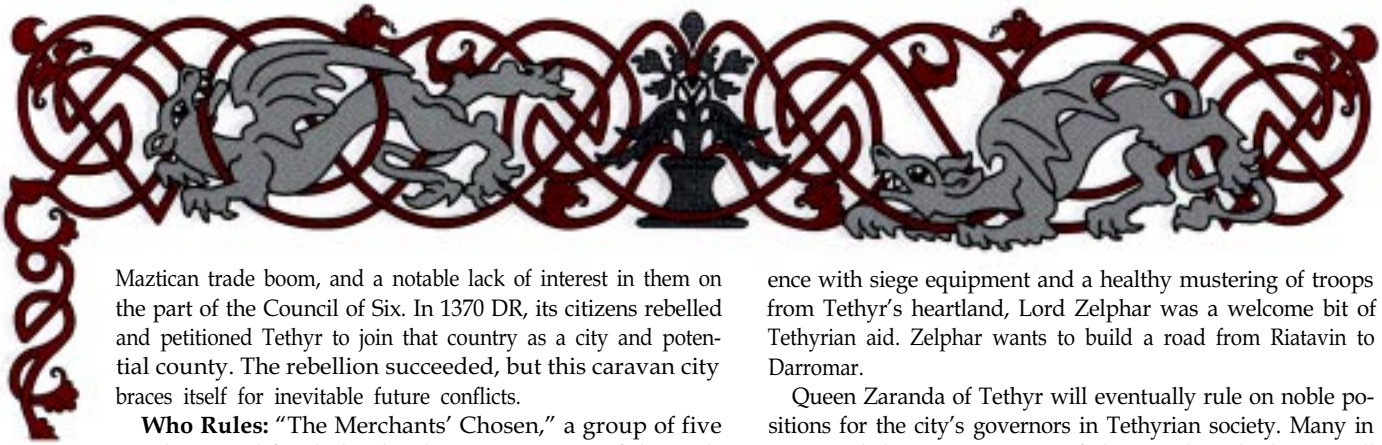 Maztican trade boom, and a notable lack of interest in them on
the part of the Council of Six. In 1370 DR, its citizens rebelled
and petitioned Tethyr to join that country as a city and poten-
tial county. The rebellion succeeded, but this caravan city
braces itself for inevitable future conflicts.
Who Rules: “The Merchants’ Chosen,” a group of five
ence with siege equipment and a healthy mustering of troops
from Tethyr’s heartland, Lord Zelphar was a welcome bit of
Tethyrian aid. Zelphar wants to build a road from Riatavin to
Darromar.
Queen Zaranda of Tethyr will eventually rule on noble po-
sitions for the city’s governors in Tethyrian society. Many in